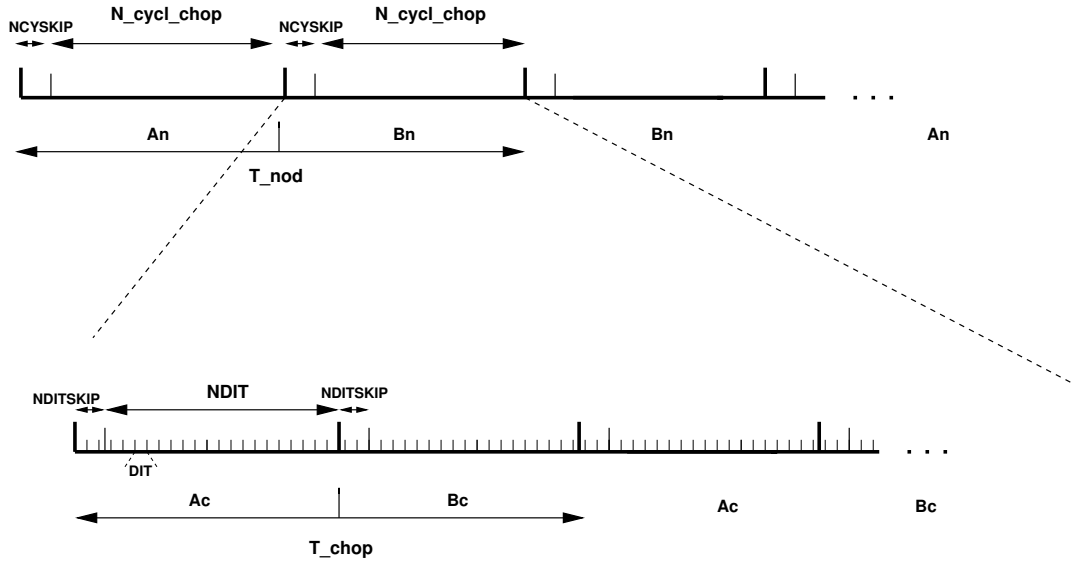 N_cycl_chop
N_cycl_chop
NCYSKIP
NCYSKIP
. . .
An
Bn
Bn
An
T_nod
NDITSKIP
NDIT
NDITSKIP
DIT
. . .
Ac
Bc
Ac
Bc
T_chop